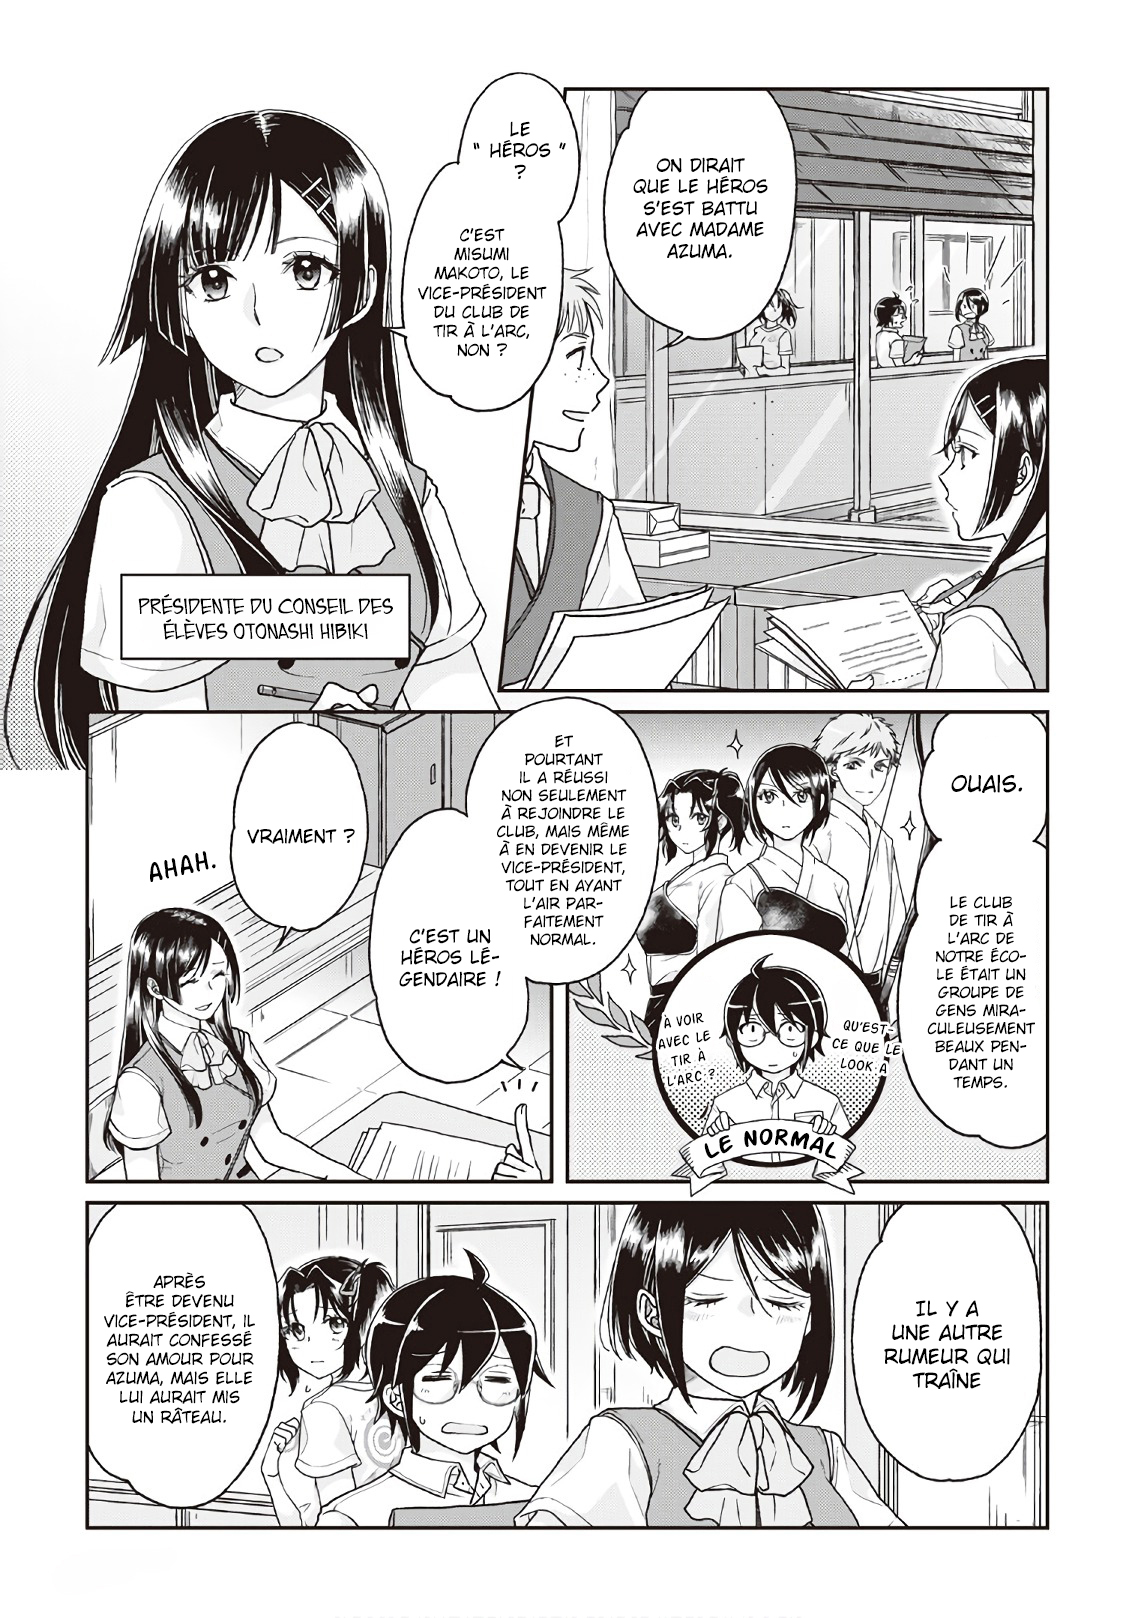 ON DIRAIT
QUE LE HÉROS
S'EST BATTU
AVEC MADAME
AZUMA.
LE
" HÉROS "
?
C'EST
MISUMI
MAKOTO, LE
VICE-PRÉSIDENT
DU CLUB DE
TIR À L'ARC,
NON ?
PRÉSIDENTE DU CONSEIL DES
ÉLÈVES OTONASHI HIBIKI
OUAIS.
LE CLUB
DE TIR À
L'ARC DE
NOTRE ÉCO-
LE ÉTAIT UN
GROUPE DE
GENS MIRA-
CULEUSEMENT
BEAUX PEN-
DANT UN
TEMPS.
QU'EST-
CE QUE LE
LOOK A
À VOIR
AVEC LE
TIR À
L'ARC ?
LE NORMAL
ET
POURTANT
IL A RÉUSSI
NON SEULEMENT
À REJOINDRE LE
CLUB, MAIS MÊME
À EN DEVENIR LE
VICE-PRÉSIDENT,
TOUT EN AYANT
L'AIR PAR-
FAITEMENT
NORMAL.
C'EST UN
HÉROS LÉ-
GENDAIRE !
VRAIMENT ?
AHAH.
IL Y A
UNE AUTRE
RUMEUR QUI
TRAÎNE
APRÈS
ÊTRE DEVENU
VICE-PRÉSIDENT, IL
AURAIT CONFESSÉ
SON AMOUR POUR
AZUMA, MAIS ELLE
LUI AURAIT MIS
UN RÂTEAU.